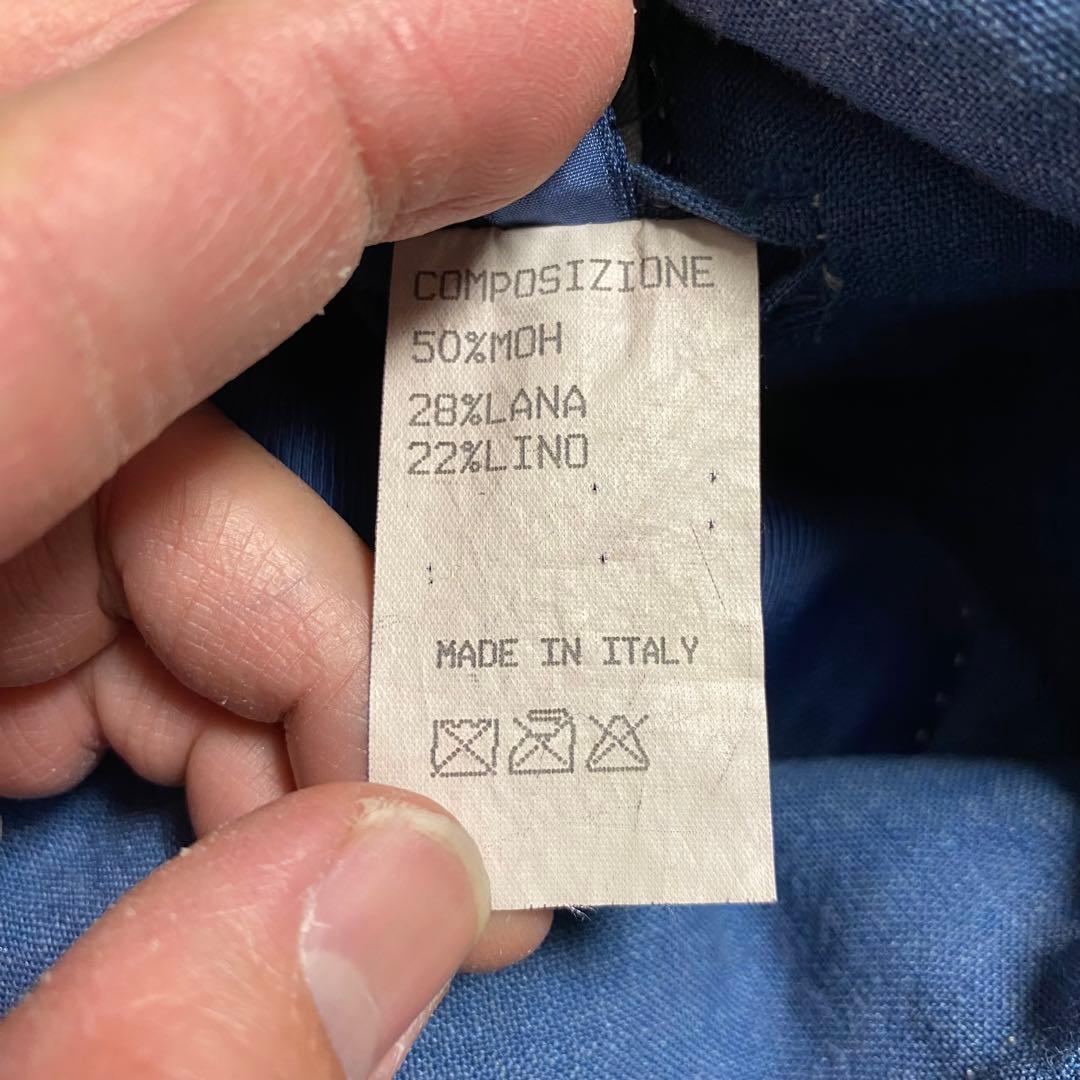 COMPOSIZIONE
50%MOH
28%LANA
22%LINO
MADE IN ITALY